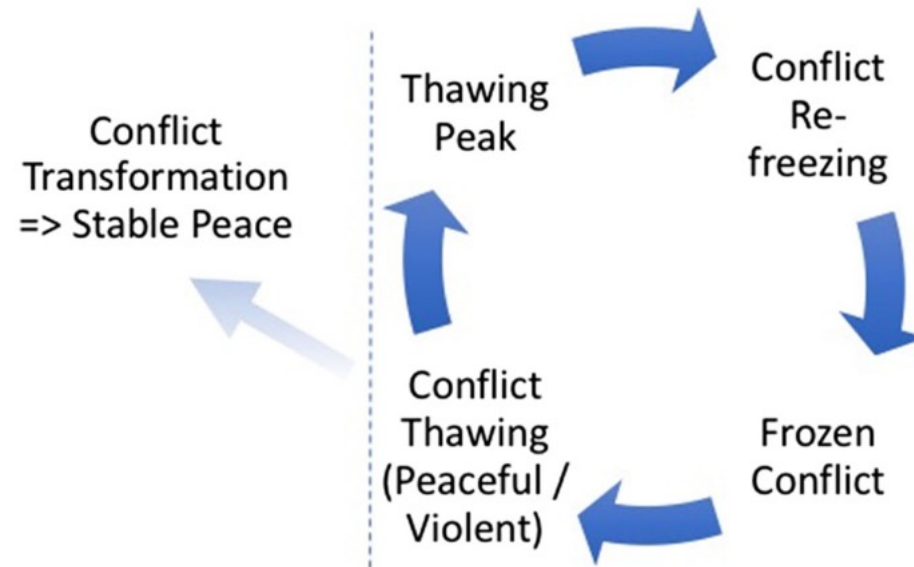 Conflict
Transformation
=> Stable Peace
Thawing
Peak
Conflict
Re-
freezing
Conflict
Thawing
(Peaceful /
Violent)
Frozen
Conflict